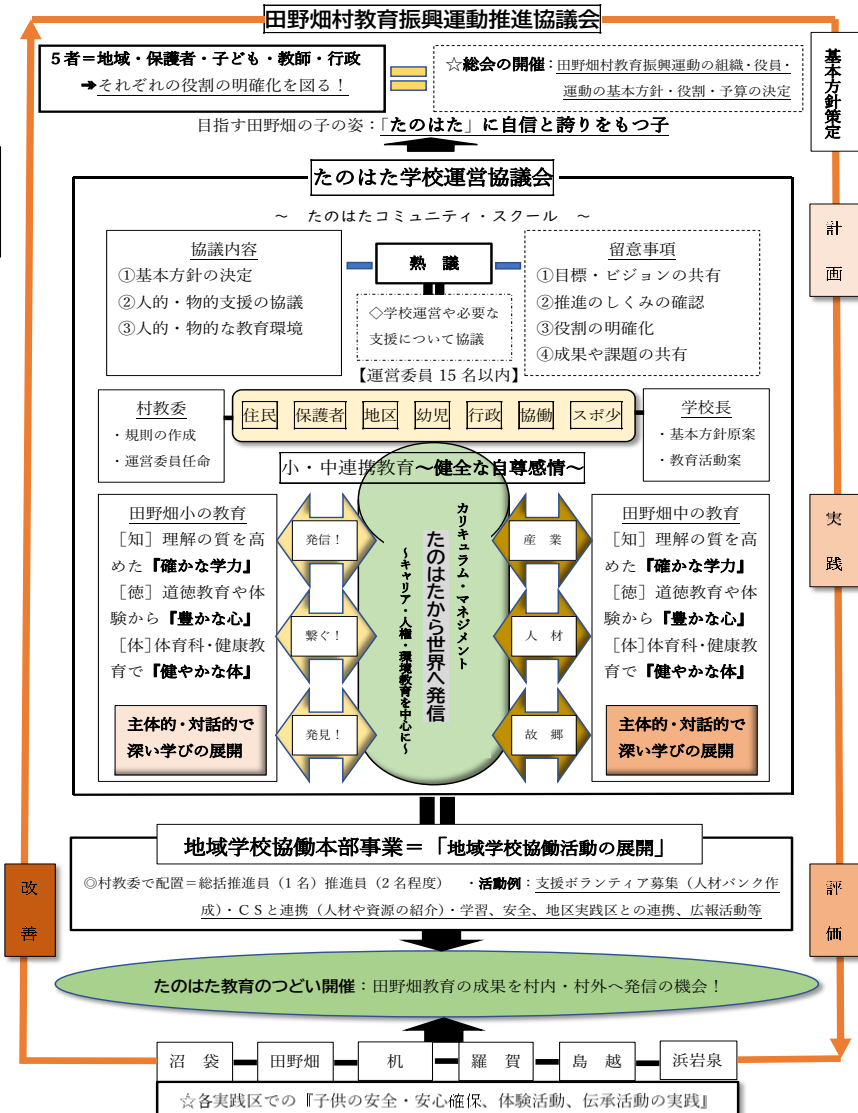 田野畑村教育振興運動推進協議会
５者＝地域・保護者・子ども・教師・行政
➜それぞれの役割の明確化を図る！
☆総会の開催：田野畑村教育振興運動の組織・役員・
運動の基本方針・役割・予算の決定
基本方針策定
目指す田野畑の子の姿：「たのはた」に自信と誇りをもつ子
たのはた学校運営協議会
～　たのはたコミュニティ・スクール　～
協議内容
①基本方針の決定
②人的・物的支援の協議
③人的・物的な教育環境
熟　議
◇学校運営や必要な
支援について協議
留意事項
①目標・ビジョンの共有
②推進のしくみの確認
③役割の明確化
④成果や課題の共有
計画
【運営委員 15 名以内】
村教委
・規則の作成
・運営委員任命
住民　保護者　地区　幼児　行政　協働　スポ少
学校長
・基本方針原案
・教育活動案
小・中連携教育～健全な自尊感情～
田野畑小の教育
［知］理解の質を高
めた『確かな学力』
［徳］道徳教育や体
験から『豊かな心』
［体］体育科・健康教
育で『健やかな体』
主体的・対話的で
深い学びの展開
発信！
繋ぐ！
発見！
カリキュラム・マネジメント
たのはたから世界へ発信
～キャリア・人権・環境教育を中心に～
産　業
人　材
故　郷
田野畑中の教育
［知］理解の質を高
めた『確かな学力』
［徳］道徳教育や体
験から『豊かな心』
［体］体育科・健康教
育で『健やかな体』
主体的・対話的で
深い学びの展開
実践
地域学校協働本部事業＝「地域学校協働活動の展開」
◎村教委で配置＝総括推進員（1 名）推進員（2 名程度）　・活動例：支援ボランティア募集（人材バンク作
成）・ＣＳと連携（人材や資源の紹介）・学習、安全、地区実践区との連携、広報活動等
改善
評価
たのはた教育のつどい開催：田野畑教育の成果を村内・村外へ発信の機会！
沼　袋　田野畑　机　羅　賀　島　越　浜岩泉
☆各実践区での『子供の安全・安心確保、体験活動、伝承活動の実践』